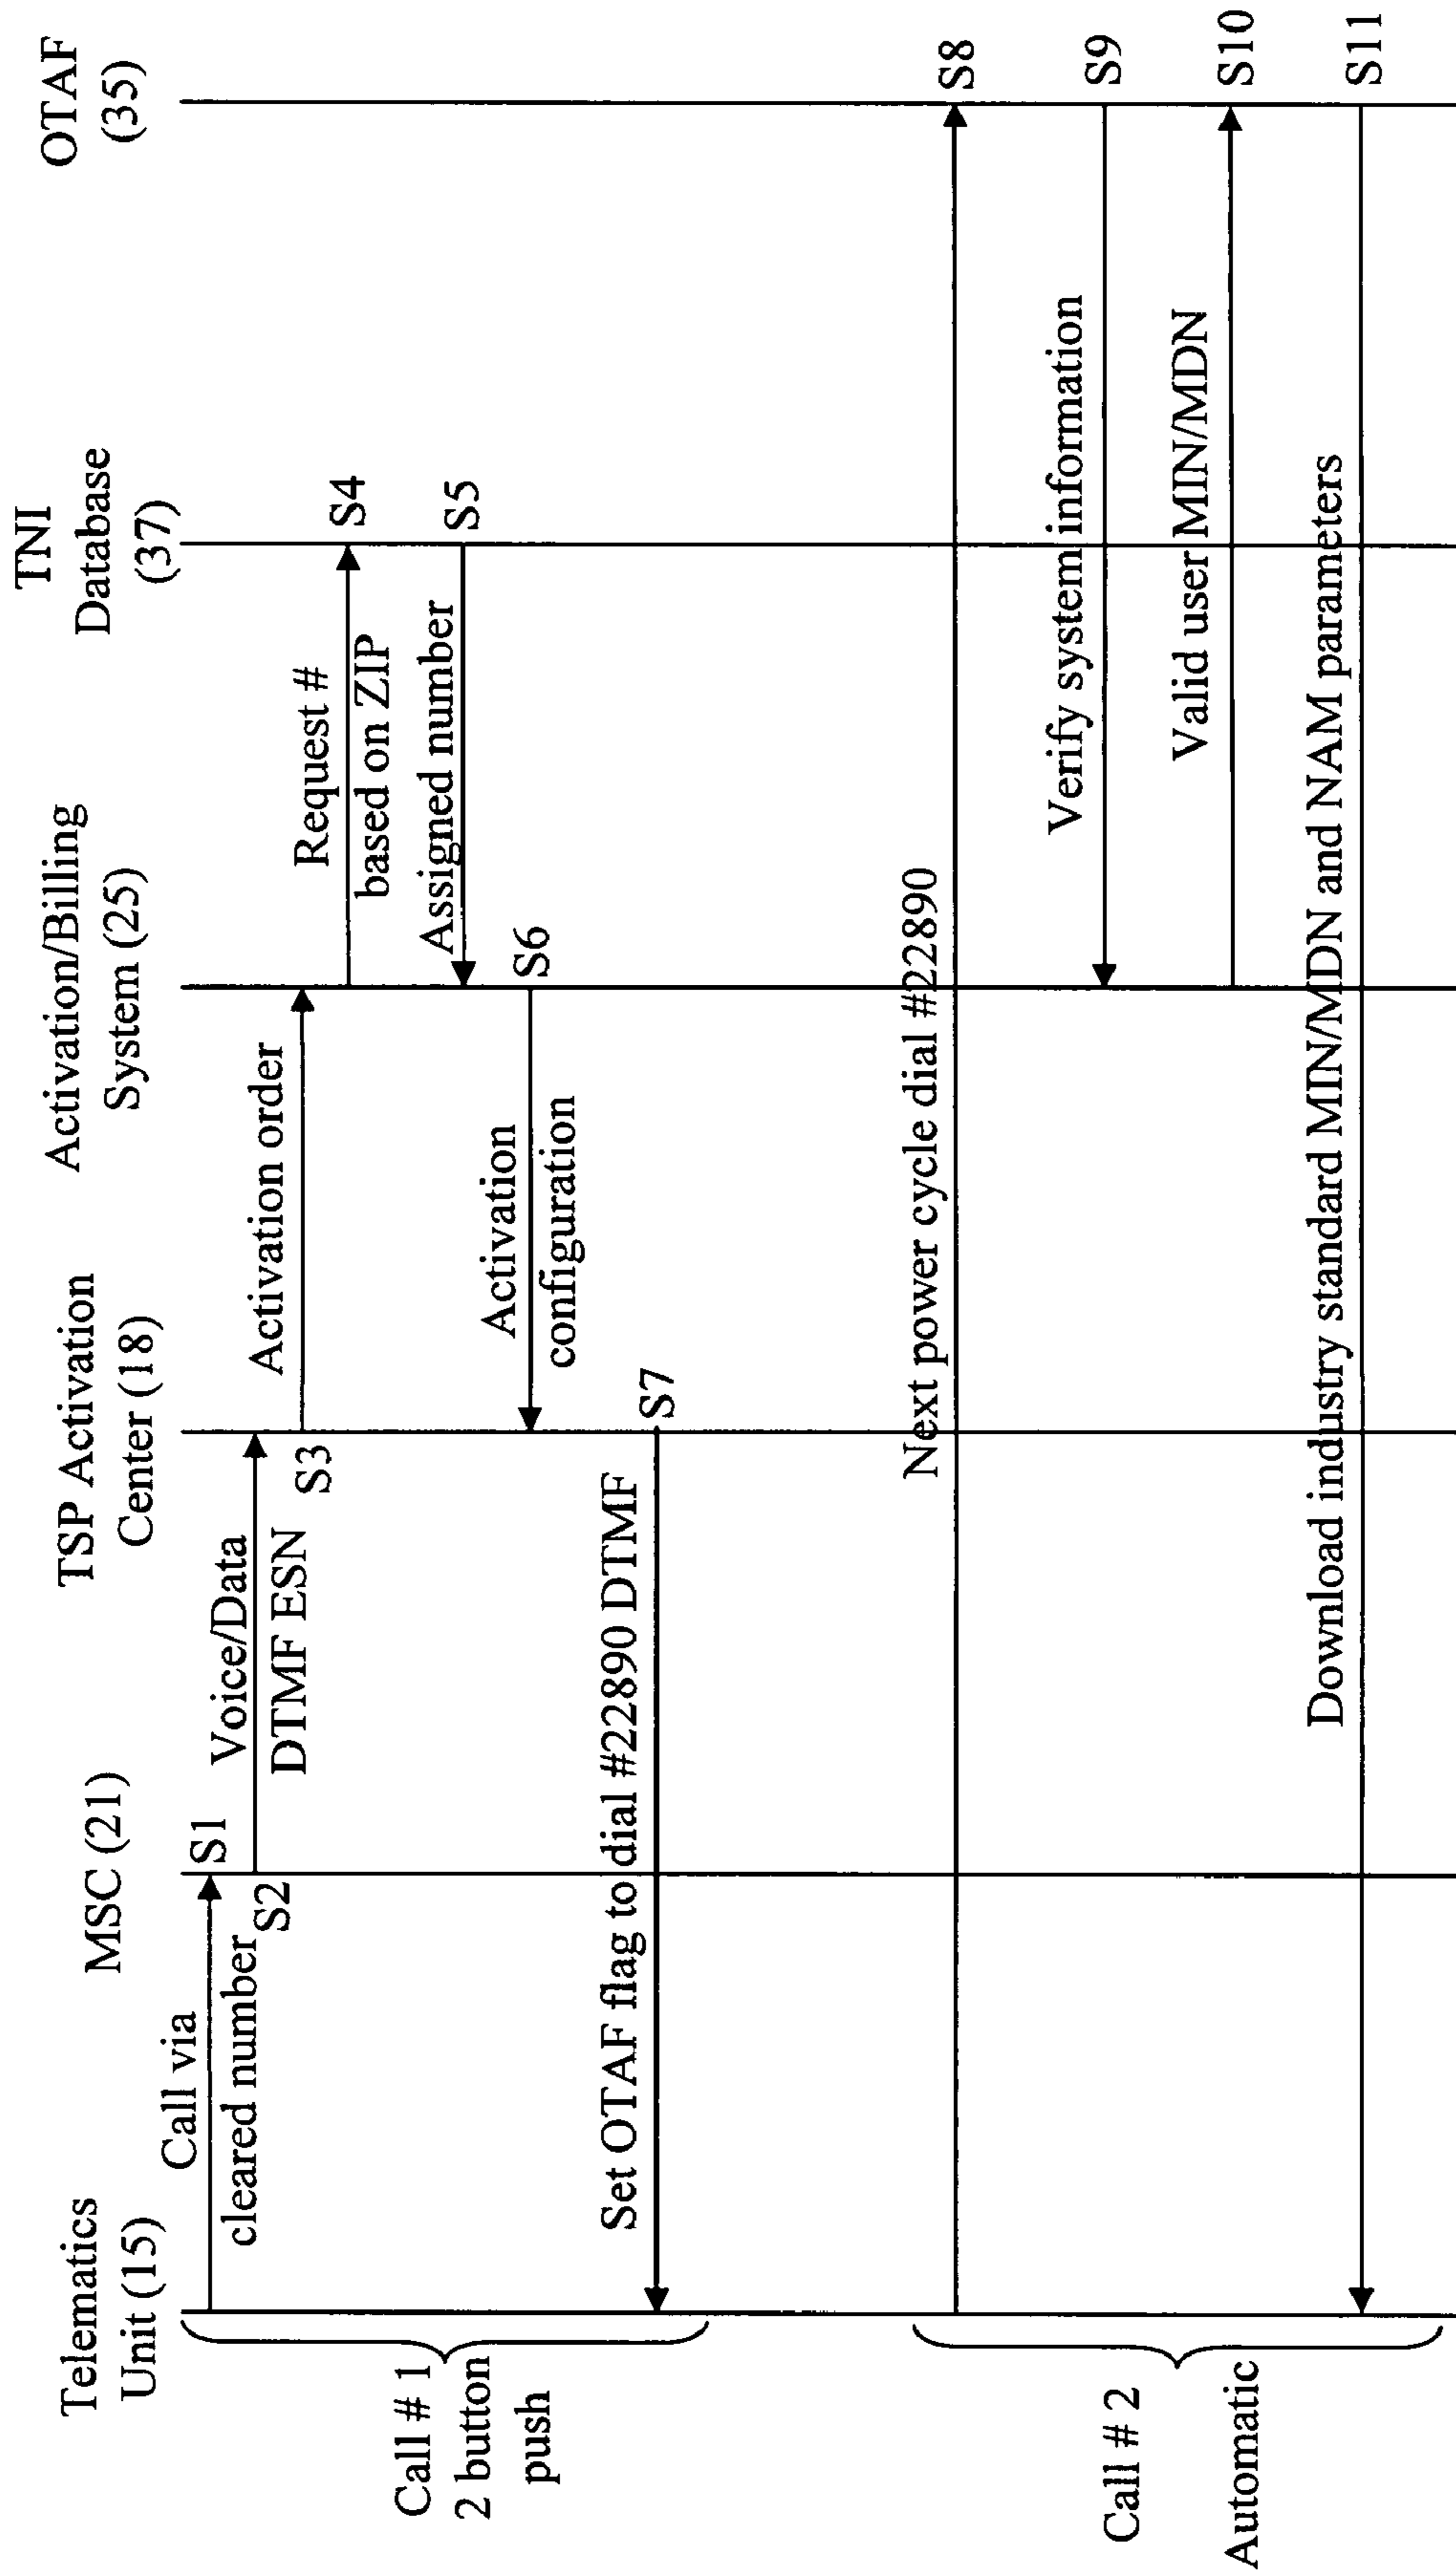 Telematics
Unit (15)
MSC (21)
TSP Activation
Center (18)
Activation/Billing
System (25)
TNI
Database
(37)
OTAF
(35)
Call # 1
2 button
push
Call via
cleared number
S1
S2
Voice/Data
DTMF ESN
S3
Activation order
Request #
based on ZIP
S4
Assigned number
S5
S6
Activation
configuration
S7
Set OTAF flag to dial #22890 DTMF
Call # 2
Automatic
Next power cycle dial #22890
S8
Verify system information
S9
Valid user MIN/MDN
S10
Download industry standard MIN/MDN and NAM parameters
S11